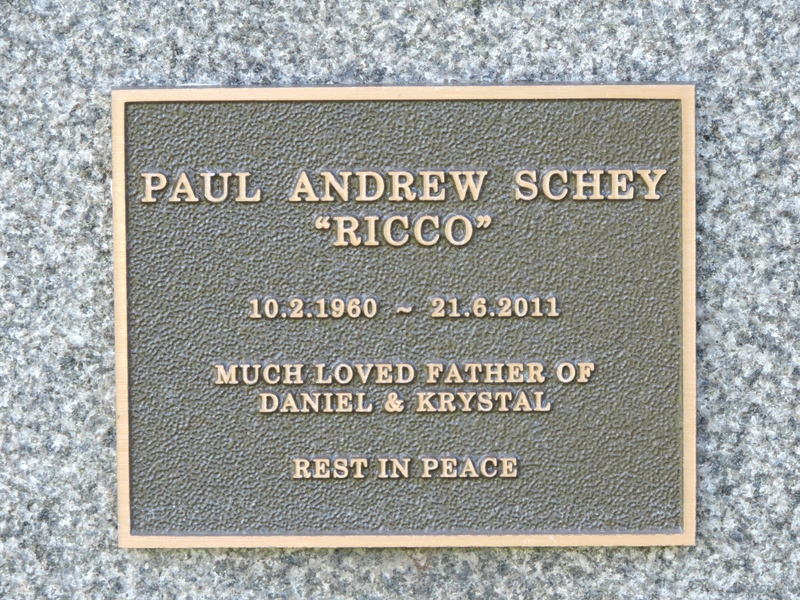 PAUL ANDREW SCHEY
“RICCO”
10.2.1960 ~ 21.6.2011
MUCH LOVED FATHER OF
DANIEL & KRYSTAL
REST IN PEACE